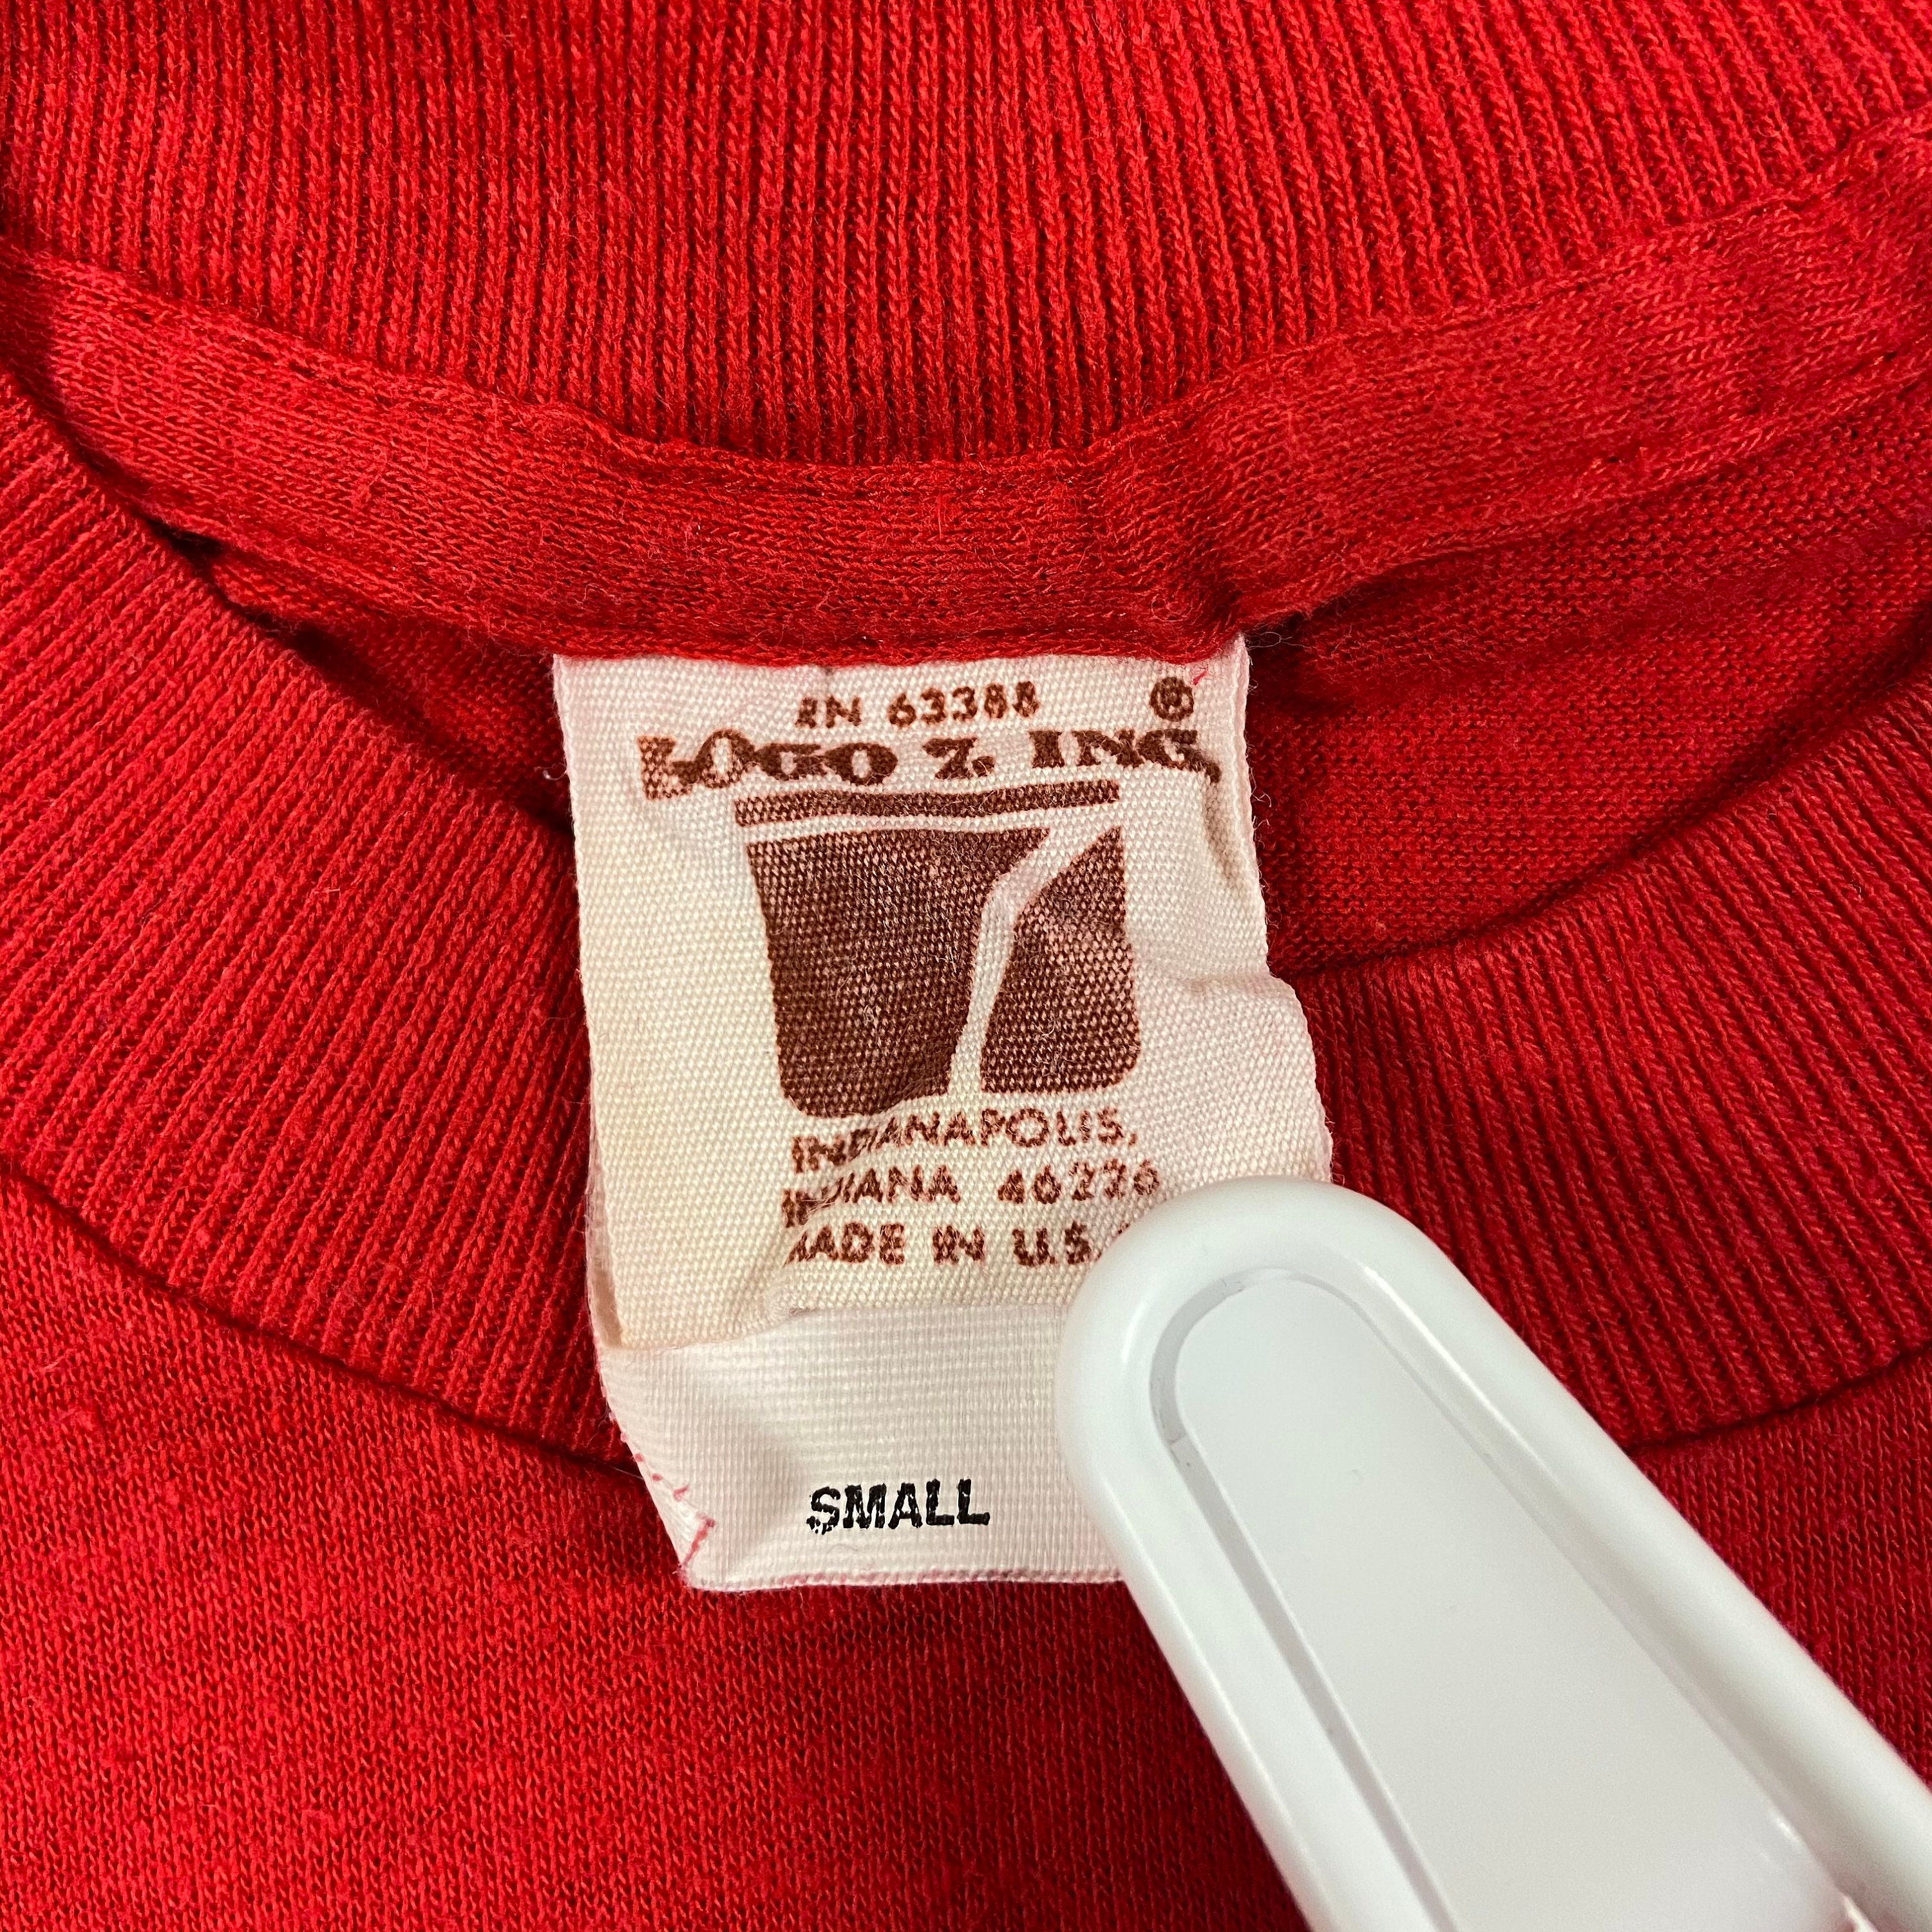 RN 63388 ®
LOGO 7, INC.
INDIANAPOLIS,
INDIANA 46226
MADE IN U.S.
SMALL